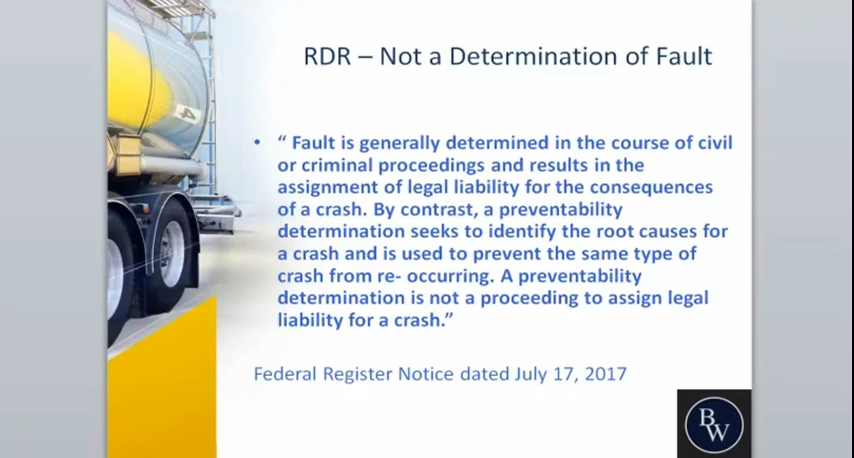 RDR – Not a Determination of Fault
• “ Fault is generally determined in the course of civil
or criminal proceedings and results in the
assignment of legal liability for the consequences
of a crash. By contrast, a preventability
determination seeks to identify the root causes for
a crash and is used to prevent the same type of
crash from re- occurring. A preventability
determination is not a proceeding to assign legal
liability for a crash.”
Federal Register Notice dated July 17, 2017
4
BW